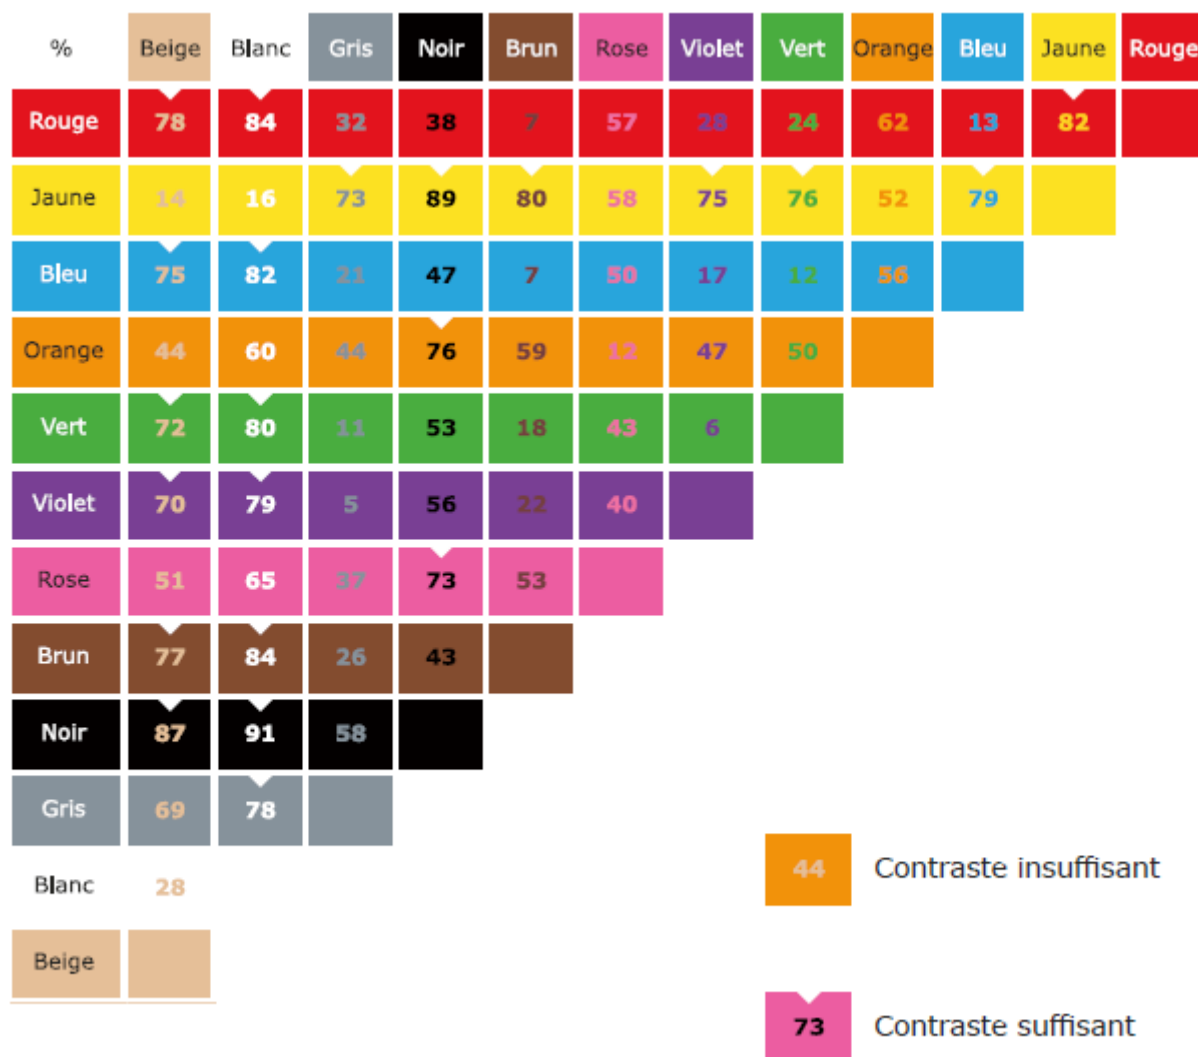 % Beige Blanc Gris Noir Brun Rose Violet Vert Orange Bleu Jaune Rouge
Rouge 78 84 32 38 7 57 28 24 62 13 82
Jaune 14 16 73 89 80 58 75 76 52 79
Bleu 75 82 21 47 7 50 17 12 56
Orange 44 60 44 76 59 12 47 50
Vert 72 80 11 53 18 43 6
Violet 70 79 5 56 22 40
Rose 51 65 37 73 53
Brun 77 84 26 43
Noir 87 91 58
Gris 69 78
Blanc 28
Beige
44 Contraste insuffisant
73 Contraste suffisant